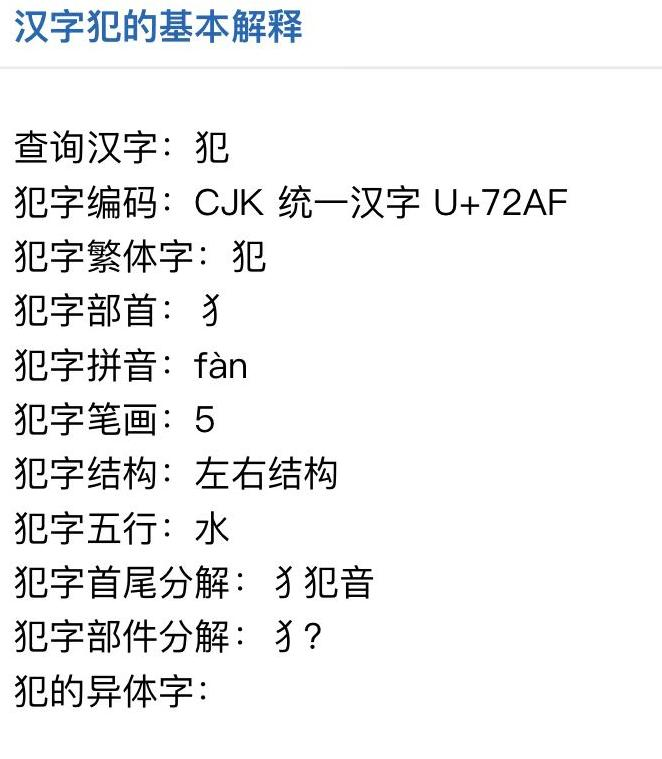 汉字犯的基本解释
查询汉字：犯
犯字编码：CJK 统一汉字 U+72AF
犯字繁体字：犯
犯字部首：犭
犯字拼音：fàn
犯字笔画：5
犯字结构：左右结构
犯字五行：水
犯字首尾分解：犭犯音
犯字部件分解：犭?
犯的异体字：